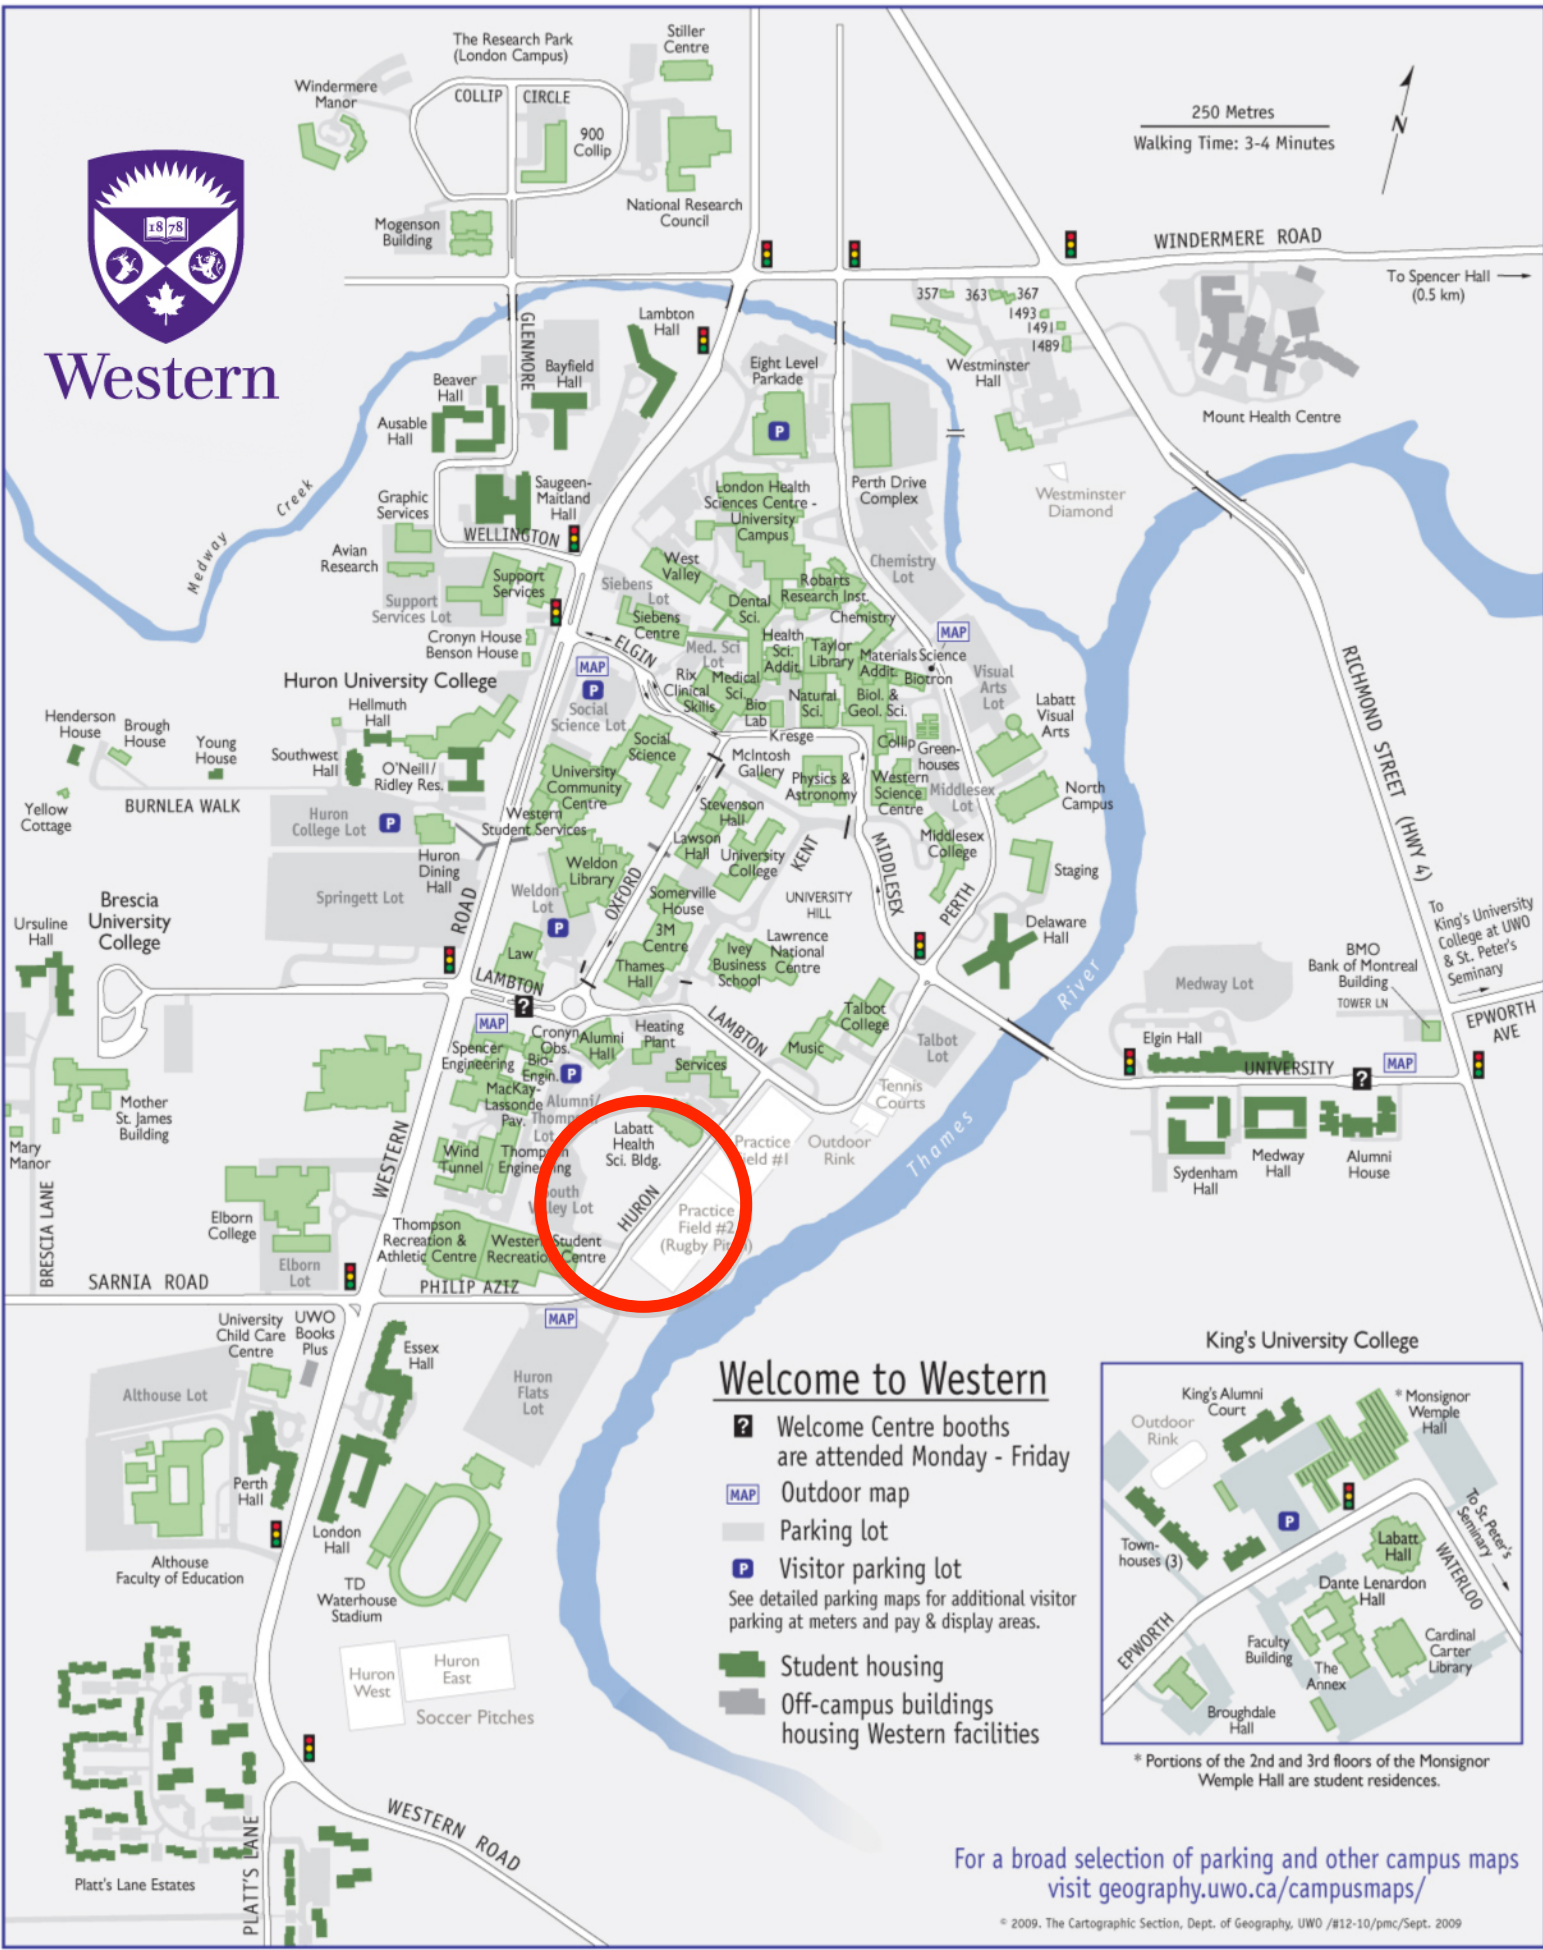 The Research Park
(London Campus)
Stiller
Centre
Windermere
Manor
COLLIP CIRCLE
900
Collip
250 Metres
Walking Time: 3-4 Minutes
N
1878
Western
National Research
Council
Mogenson
Building
WINDERMERE ROAD
To Spencer Hall
(0.5 km)
357
363
367
1493
1491
1489
GLENMORE
Lambton
Hall
Bayfield
Hall
Beaver
Hall
Ausable
Hall
Eight Level
Parkade
P
Westminster
Hall
Mount Health Centre
Medway Creek
Graphic
Services
Saugeen-
Maitland
Hall
WELLINGTON
London Health
Sciences Centre -
University
Campus
Perth Drive
Complex
Westminster
Diamond
Avian
Research
Support
Services
Support
Services Lot
West
Valley
Siebens
Lot
Siebens
Centre
Dental
Sci.
Robarts
Research Inst.
Chemistry
Lot
Chemistry
MAP
Cronyn House
Benson House
ELGIN
MAP
P
Social
Science Lot
Med. Sci
Lot
Health
Sci.
Addit.
Taylor
Library
Materials Science
Addit.
Biotron
Visual
Arts
Lot
Rix
Clinical
Skills
Medical
Sci.
Bio
Lab
Natural
Sci.
Biol. &
Geol. Sci.
Labatt
Visual
Arts
Huron University College
Hellmuth
Hall
Henderson
House
Brough
House
Young
House
Southwest
Hall
O'Neill/
Ridley Res.
Yellow
Cottage
BURNLEA WALK
Huron
College Lot
P
Huron
Dining
Hall
Springett Lot
Social
Science
Kresge
McIntosh
Gallery
Physics &
Astronomy
Collip
Green-
houses
Western
Science
Centre
Middlesex
Lot
North
Campus
University
Community
Centre
Western
Student Services
Stevenson
Hall
Lawson
Hall
University
College
KENT
MIDDLESEX
Middlesex
College
Staging
PERTH
RICHMOND STREET (HWY 4)
Weldon
Library
Weldon
Lot
P
OXFORD
Somerville
House
UNIVERSITY
HILL
3M
Centre
Ivey
Business
School
Lawrence
National
Centre
Delaware
Hall
Law
Thames
Hall
Brescia
University
College
Ursuline
Hall
ROAD
LAMBTON
?
MAP
To
King's University
College at UWO
& St. Peter's
Seminary
BMO
Bank of Montreal
Building
TOWER LN
EPWORTH
AVE
Medway Lot
Thames River
Talbot
College
Talbot
Lot
Music
LAMBTON
Elgin Hall
UNIVERSITY
?
MAP
Spencer
Engineering
Cronyn
Obs.
Alumni
Hall
Heating
Plant
Bio-
Engin.
P
Services
MacKay-
Lassonde
Pav.
Alumni/
Thompson
Lot
Tennis
Courts
Outdoor
Rink
Practice
Field #1
Mother
St. James
Building
Mary
Manor
BRESCIA LANE
WESTERN
Wind
Tunnel
Thompson
Engineering
Labatt
Health
Sci. Bldg.
South
Valley Lot
HURON
Practice
Field #2
(Rugby Pitch)
Sydenham
Hall
Medway
Hall
Alumni
House
Elborn
College
Elborn
Lot
Thompson
Recreation &
Athletic Centre
Western Student
Recreation Centre
SARNIA ROAD
PHILIP AZIZ
MAP
University
Child Care
Centre
UWO
Books
Plus
Essex
Hall
Huron
Flats
Lot
Althouse Lot
Perth
Hall
London
Hall
Althouse
Faculty of Education
TD
Waterhouse
Stadium
Huron
West
Huron
East
Soccer Pitches
Platt's Lane Estates
PLATT'S LANE
WESTERN ROAD
Welcome to Western
? Welcome Centre booths
are attended Monday - Friday
MAP Outdoor map
Parking lot
P Visitor parking lot
See detailed parking maps for additional visitor
parking at meters and pay & display areas.
Student housing
Off-campus buildings
housing Western facilities
King's University College
King's Alumni
Court
* Monsignor
Wemple
Hall
Outdoor
Rink
Town-
houses (3)
P
To St. Peter's
Seminary
Labatt
Hall
WATERLOO
Dante Lenardon
Hall
EPWORTH
Faculty
Building
The
Annex
Cardinal
Carter
Library
Broughdale
Hall
* Portions of the 2nd and 3rd floors of the Monsignor
Wemple Hall are student residences.
For a broad selection of parking and other campus maps
visit geography.uwo.ca/campusmaps/
© 2009. The Cartographic Section, Dept. of Geography, UWO /#12-10/pmc/Sept. 2009